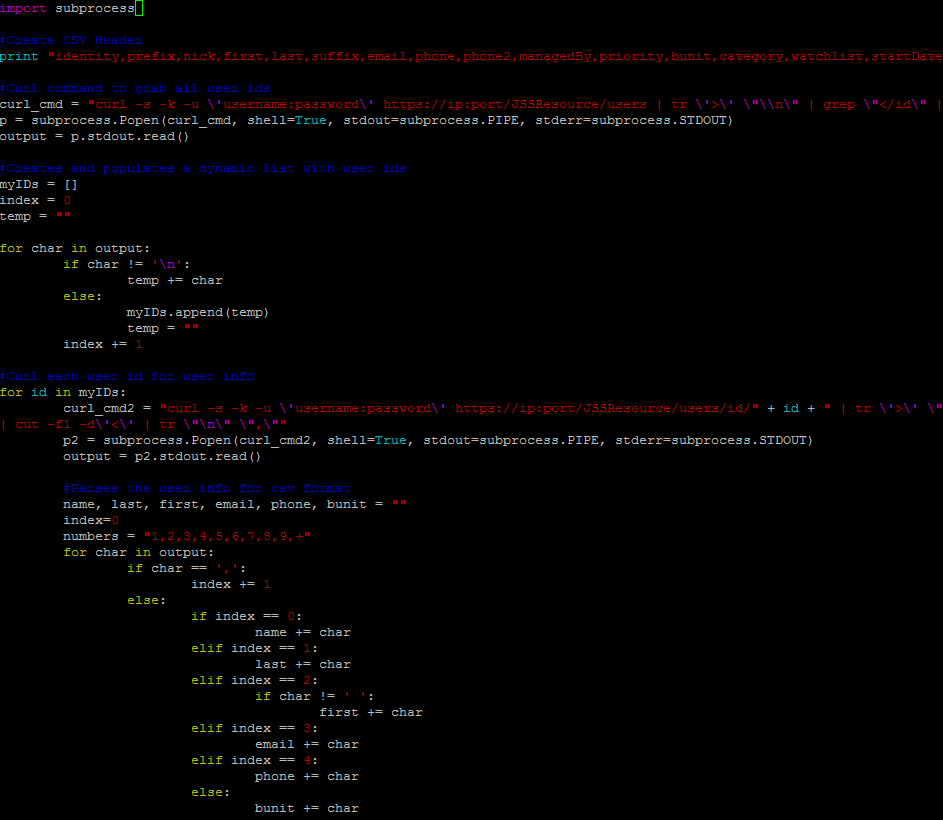 import subprocess
#Create CSV Header
print "identity,prefix,nick,first,last,suffix,email,phone,phone2,managedBy,priority,bunit,category,watchlist,startDate
#Curl command to grab all user ids
curl_cmd = "curl -s -k -u \'username:password\' https://ip:port/JSSResource/users | tr \'>\' \"\\n\" | grep \"</id\" |
p = subprocess.Popen(curl_cmd, shell=True, stdout=subprocess.PIPE, stderr=subprocess.STDOUT)
output = p.stdout.read()
#Creates and populates a dynamic list with user ids
myIDs = []
index = 0
temp = ""
for char in output:
        if char != '\n':
                temp += char
        else:
                myIDs.append(temp)
                temp = ""
        index += 1
#Curl each user id for user info
for id in myIDs:
        curl_cmd2 = "curl -s -k -u \'username:password\' https://ip:port/JSSResource/users/id/" + id + " | tr \'>\' \"
| cut -f1 -d\'<\' | tr \"\n\" \",\""
        p2 = subprocess.Popen(curl_cmd2, shell=True, stdout=subprocess.PIPE, stderr=subprocess.STDOUT)
        output = p2.stdout.read()
        #Parses the user info for csv format
        name, last, first, email, phone, bunit = ""
        index=0
        numbers = "1,2,3,4,5,6,7,8,9,+"
        for char in output:
                if char == ',':
                        index += 1
                else:
                        if index == 0:
                                name += char
                        elif index == 1:
                                last += char
                        elif index == 2:
                                if char != ' ':
                                        first += char
                        elif index == 3:
                                email += char
                        elif index == 4:
                                phone += char
                        else:
                                bunit += char